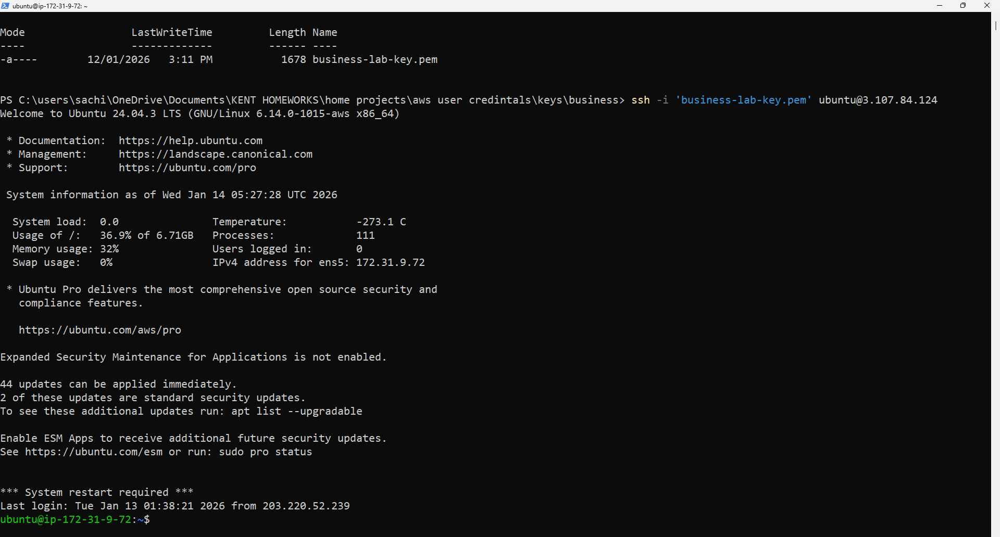 ubuntu@ip-172-31-9-72: ~
Mode                 LastWriteTime         Length Name
----                 -------------         ------ ----
-a----        12/01/2026   3:11 PM           1678 business-lab-key.pem
PS C:\users\sachi\OneDrive\Documents\KENT HOMEWORKS\home projects\aws user credintals\keys\business> ssh -i 'business-lab-key.pem' ubuntu@3.107.84.124
Welcome to Ubuntu 24.04.3 LTS (GNU/Linux 6.14.0-1015-aws x86_64)
 * Documentation:  https://help.ubuntu.com
 * Management:     https://landscape.canonical.com
 * Support:        https://ubuntu.com/pro
 System information as of Wed Jan 14 05:27:28 UTC 2026
  System load:  0.0               Temperature:           -273.1 C
  Usage of /:   36.9% of 6.71GB   Processes:             111
  Memory usage: 32%               Users logged in:       0
  Swap usage:   0%                IPv4 address for ens5: 172.31.9.72
 * Ubuntu Pro delivers the most comprehensive open source security and
   compliance features.
   https://ubuntu.com/aws/pro
Expanded Security Maintenance for Applications is not enabled.
44 updates can be applied immediately.
2 of these updates are standard security updates.
To see these additional updates run: apt list --upgradable
Enable ESM Apps to receive additional future security updates.
See https://ubuntu.com/esm or run: sudo pro status
*** System restart required ***
Last login: Tue Jan 13 01:38:21 2026 from 203.220.52.239
ubuntu@ip-172-31-9-72:~$